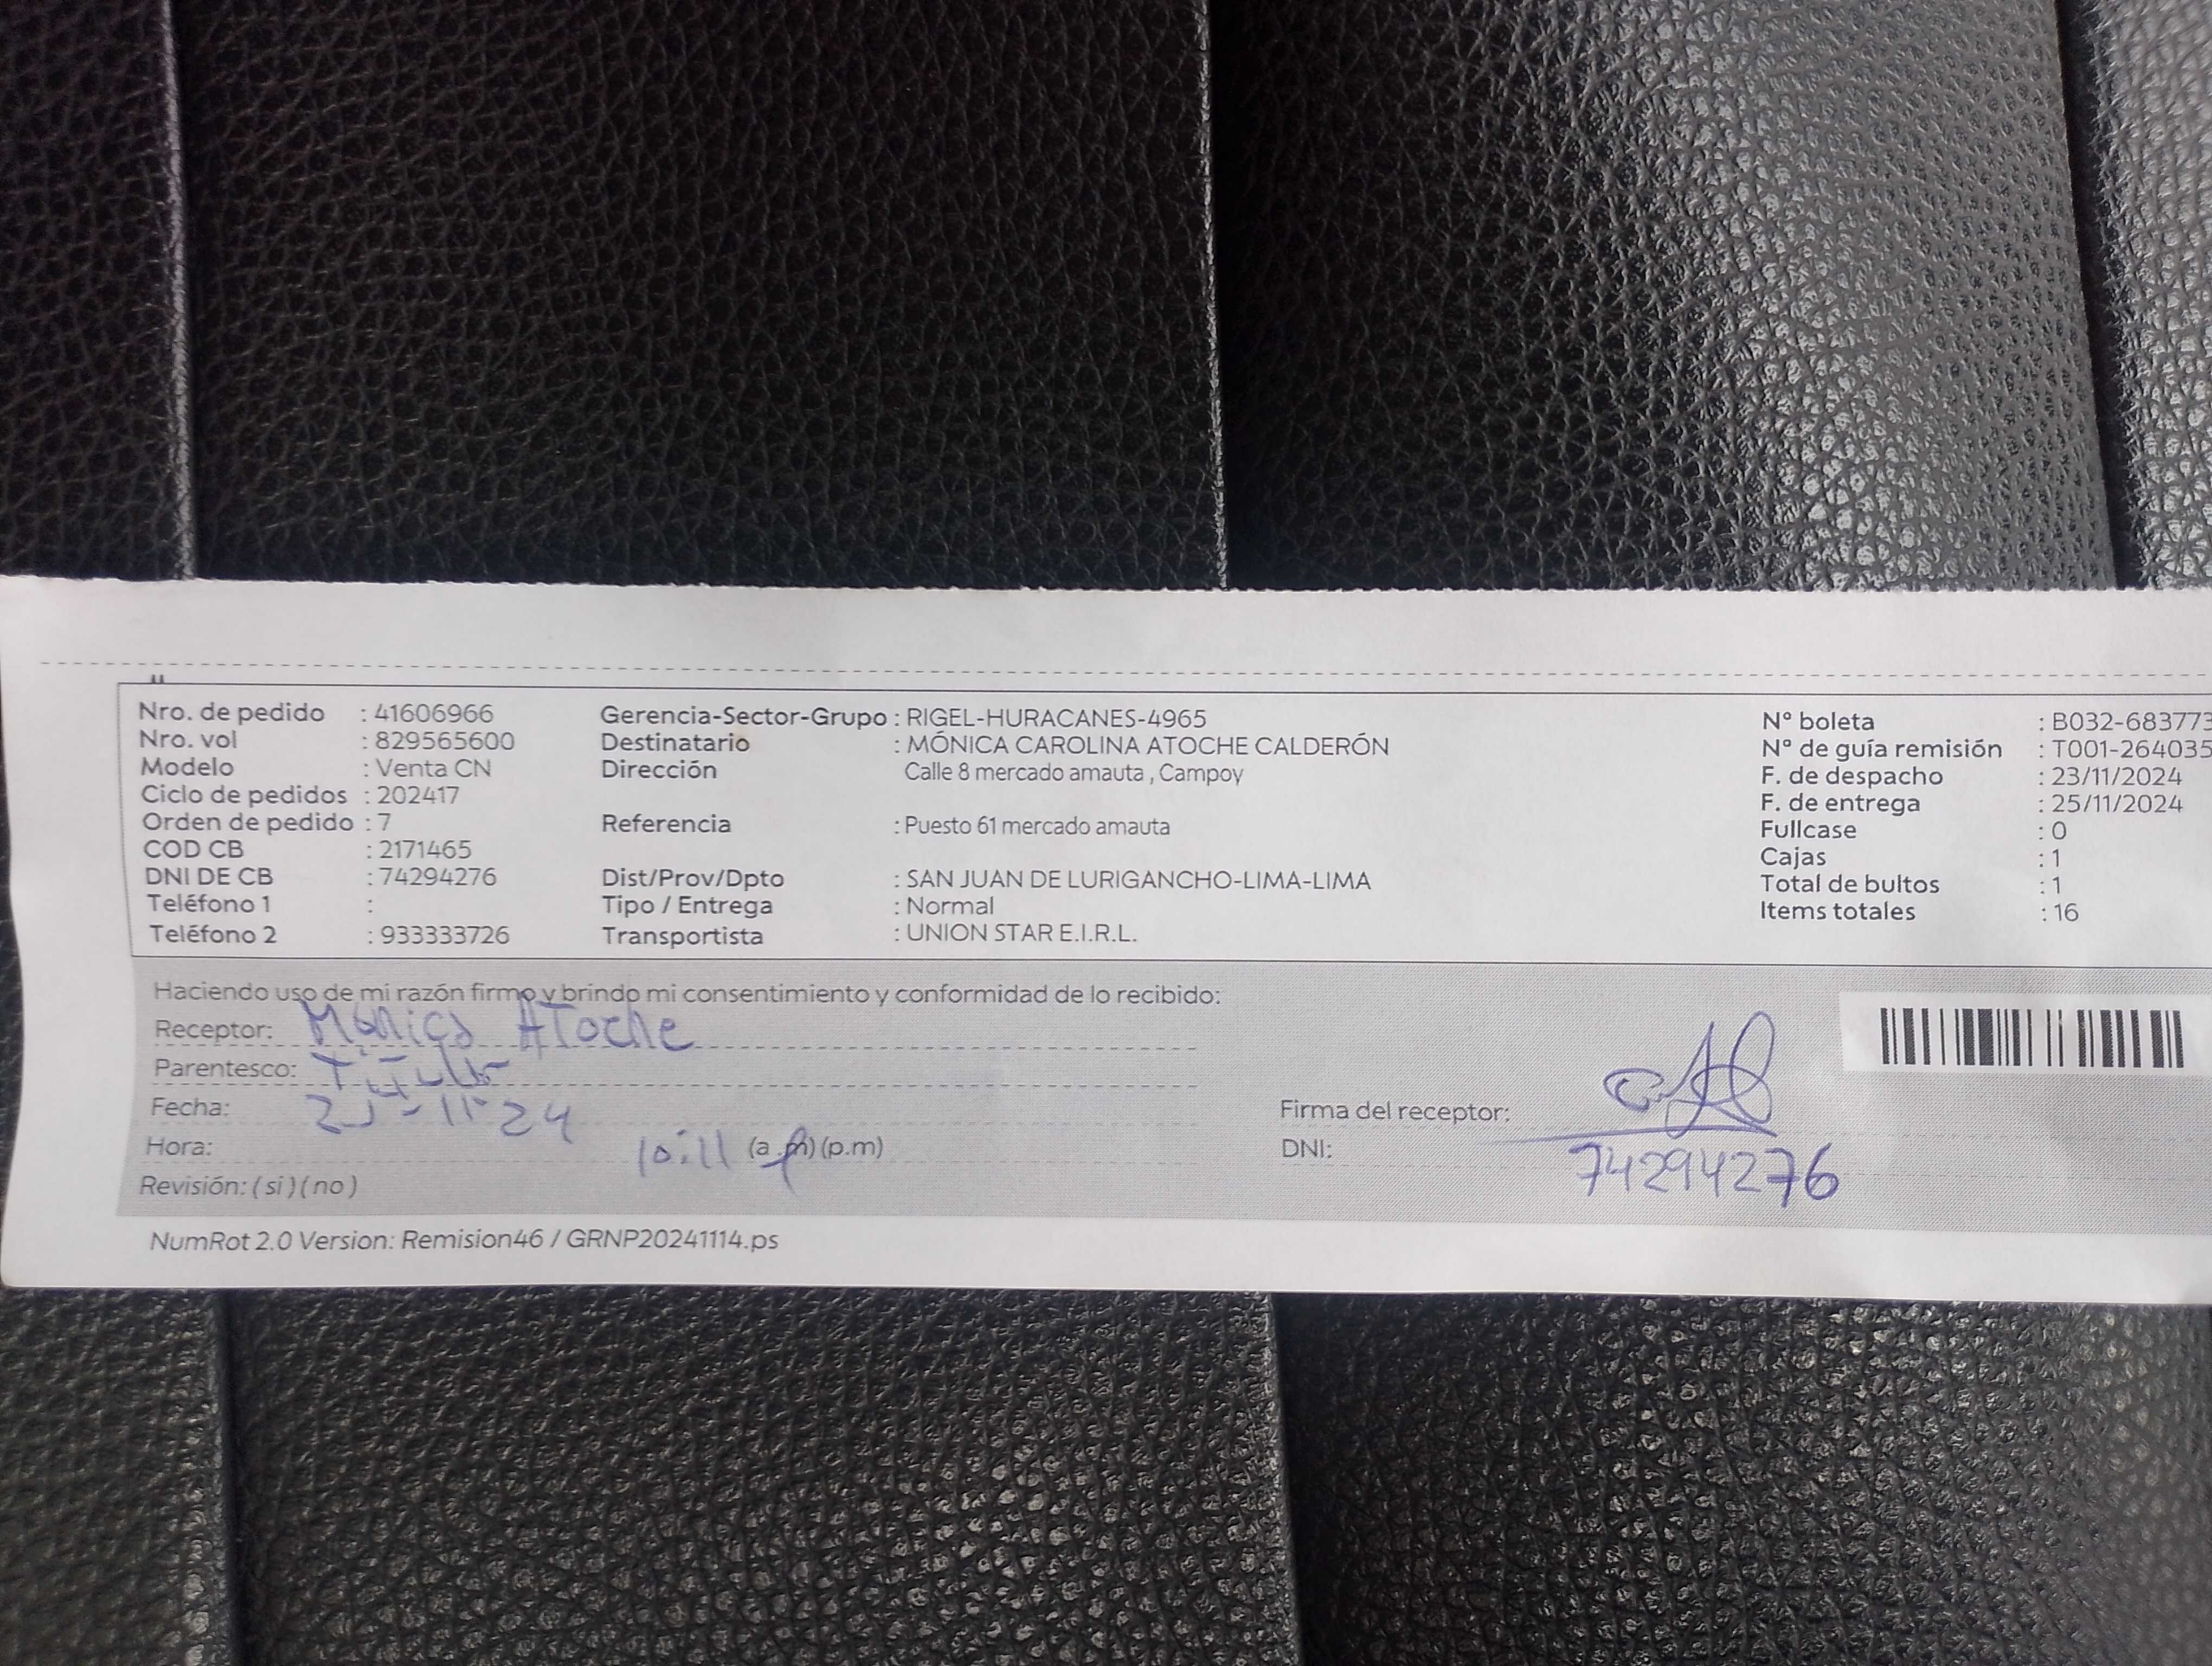 Nro. de pedido : 41606966 Gerencia-Sector-Grupo : RIGEL-HURACANES-4965 N° boleta : B032-683773
Nro. vol : 829565600 Destinatario : MÓNICA CAROLINA ATOCHE CALDERÓN N° de guía remisión : T001-264035
Modelo : Venta CN Dirección Calle 8 mercado amauta , Campoy F. de despacho : 23/11/2024
Ciclo de pedidos : 202417 F. de entrega : 25/11/2024
Orden de pedido : 7 Referencia : Puesto 61 mercado amauta Fullcase : 0
COD CB : 2171465 Cajas : 1
DNI DE CB : 74294276 Dist/Prov/Dpto : SAN JUAN DE LURIGANCHO-LIMA-LIMA Total de bultos : 1
Teléfono 1 : Tipo / Entrega : Normal Items totales : 16
Teléfono 2 : 933333726 Transportista : UNION STAR E.I.R.L.
Haciendo uso de mi razón firmo y brindo mi consentimiento y conformidad de lo recibido:
Receptor: Mónica Atoche
Parentesco: Titular
Fecha: 25-11-24 Firma del receptor:
Hora: 10:11 (a.m)(p.m) DNI: 74294276
Revisión: ( si ) ( no )
NumRot 2.0 Version: Remision46 / GRNP20241114.ps